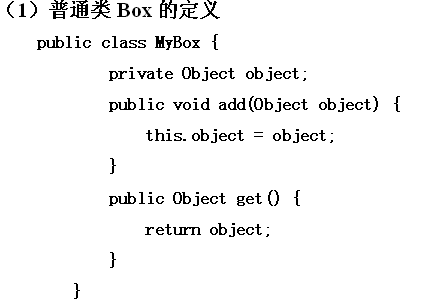 （1）普通类 Box 的定义
public class MyBox {
private Object object;
public void add(Object object) {
this.object = object;
}
public Object get() {
return object;
}
}